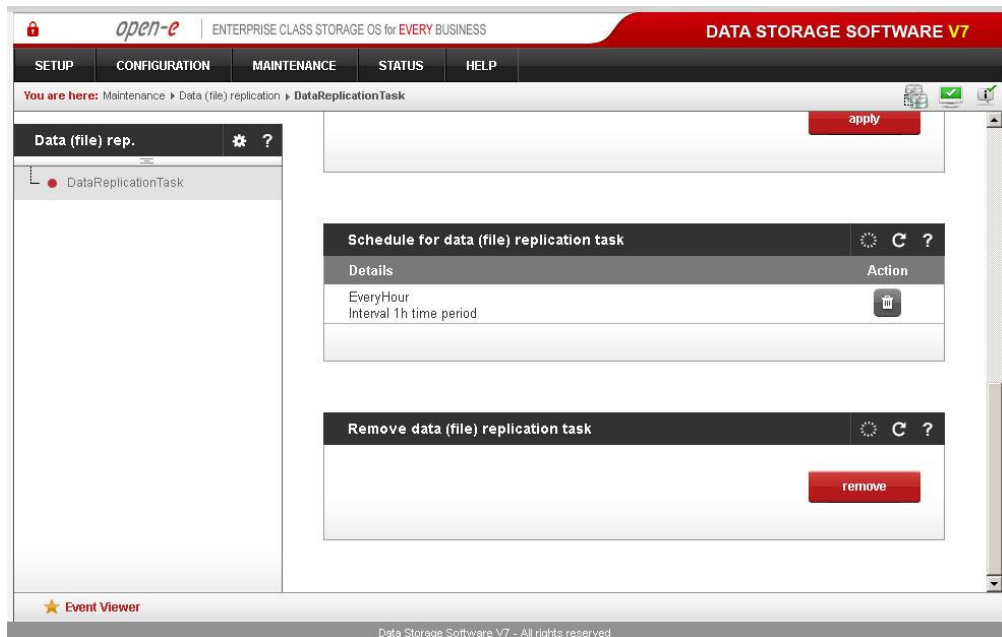 open-e ENTERPRISE CLASS STORAGE OS for EVERY BUSINESS DATA STORAGE SOFTWARE V7
SETUP CONFIGURATION MAINTENANCE STATUS HELP
You are here: Maintenance Data (file) replication DataReplicationTask
Data (file) rep. ?
DataReplicationTask
apply
Schedule for data (file) replication task ?
Details Action
EveryHour
Interval 1h time period
Remove data (file) replication task ?
remove
Event Viewer
Data Storage Software V7 - All rights reserved